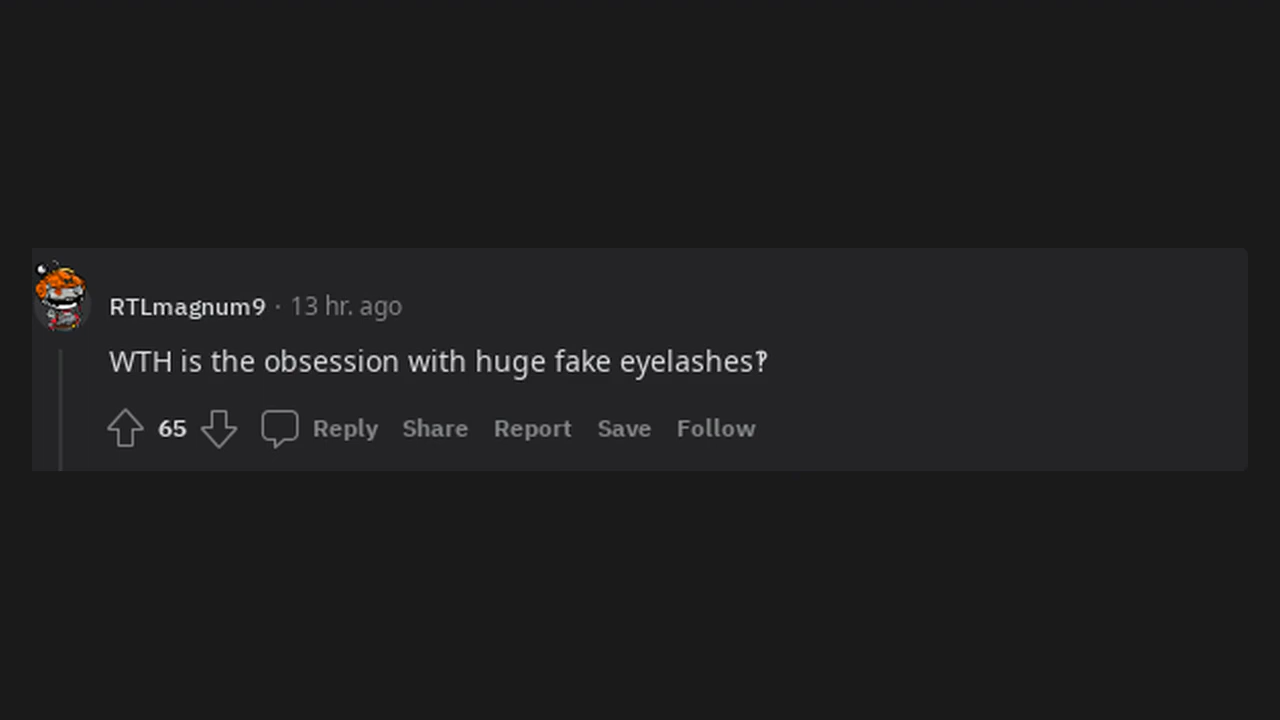 RTLmagnum9 · 13 hr. ago
WTH is the obsession with huge fake eyelashes‽
65 Reply Share Report Save Follow